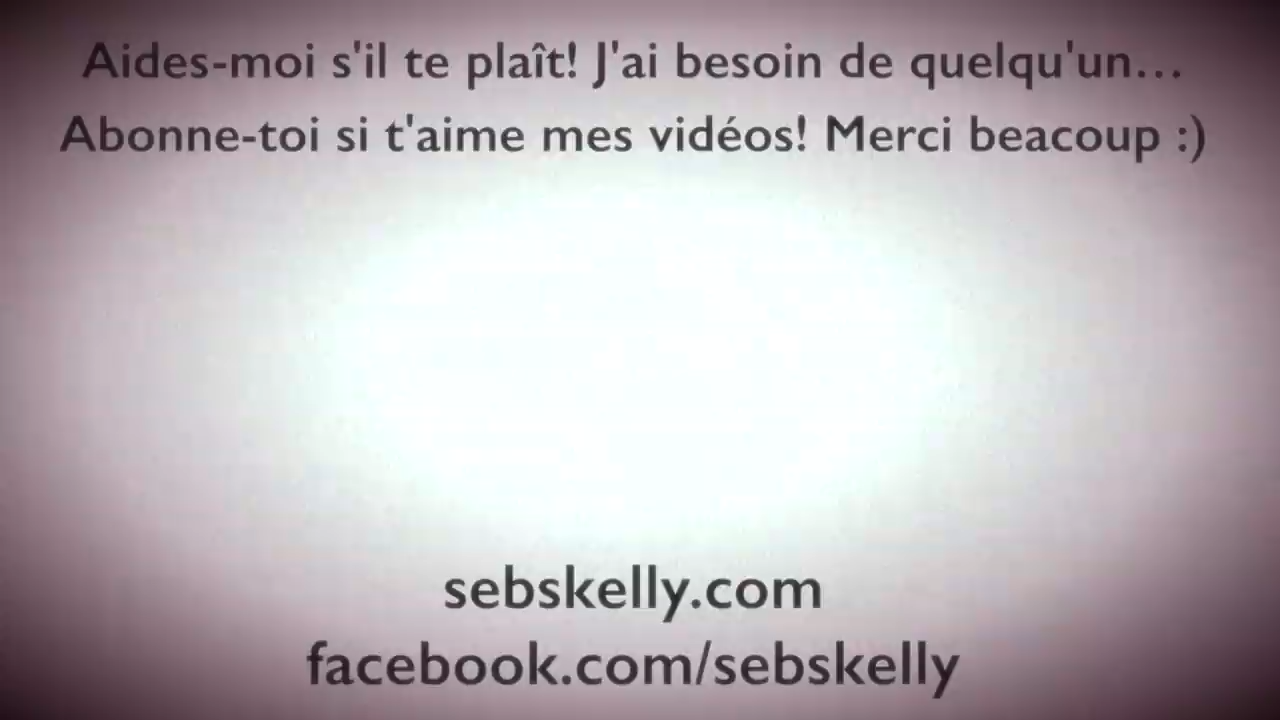 Aides-moi s'il te plaît! J'ai besoin de quelqu'un...
Abonne-toi si t'aime mes vidéos! Merci beacoup :)
sebskelly.com
facebook.com/sebskelly